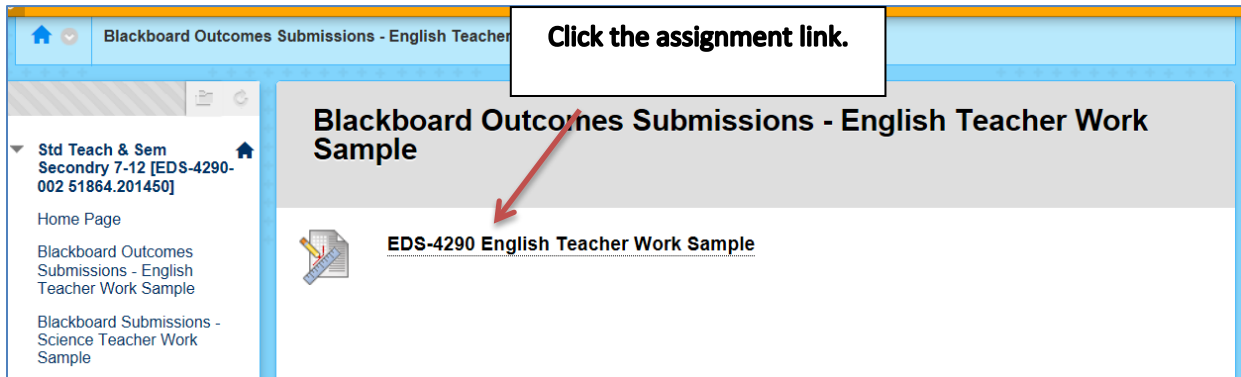 Blackboard Outcomes Submissions - English Teacher
Click the assignment link.
Std Teach & Sem
Secondry 7-12 [EDS-4290-
002 51864.201450]
Home Page
Blackboard Outcomes
Submissions - English
Teacher Work Sample
Blackboard Submissions -
Science Teacher Work
Sample
Blackboard Outcomes Submissions - English Teacher Work
Sample
EDS-4290 English Teacher Work Sample